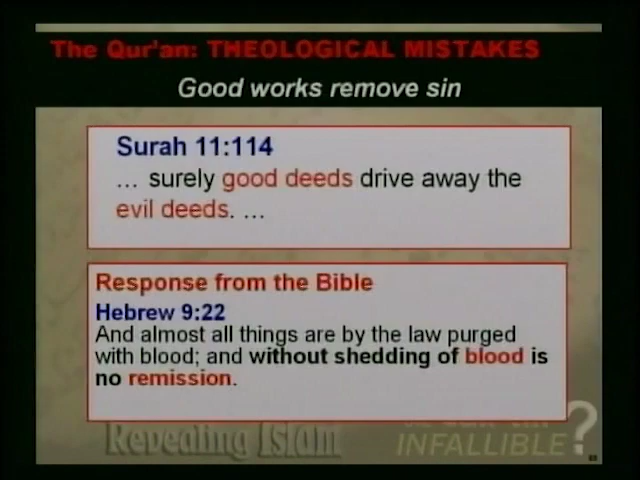 The Qur'an: THEOLOGICAL MISTAKES
Good works remove sin
Surah 11:114
... surely good deeds drive away the
evil deeds. ...
Response from the Bible
Hebrew 9:22
And almost all things are by the law purged
with blood; and without shedding of blood is
no remission.
Revealing Islam
INFALLIBLE?